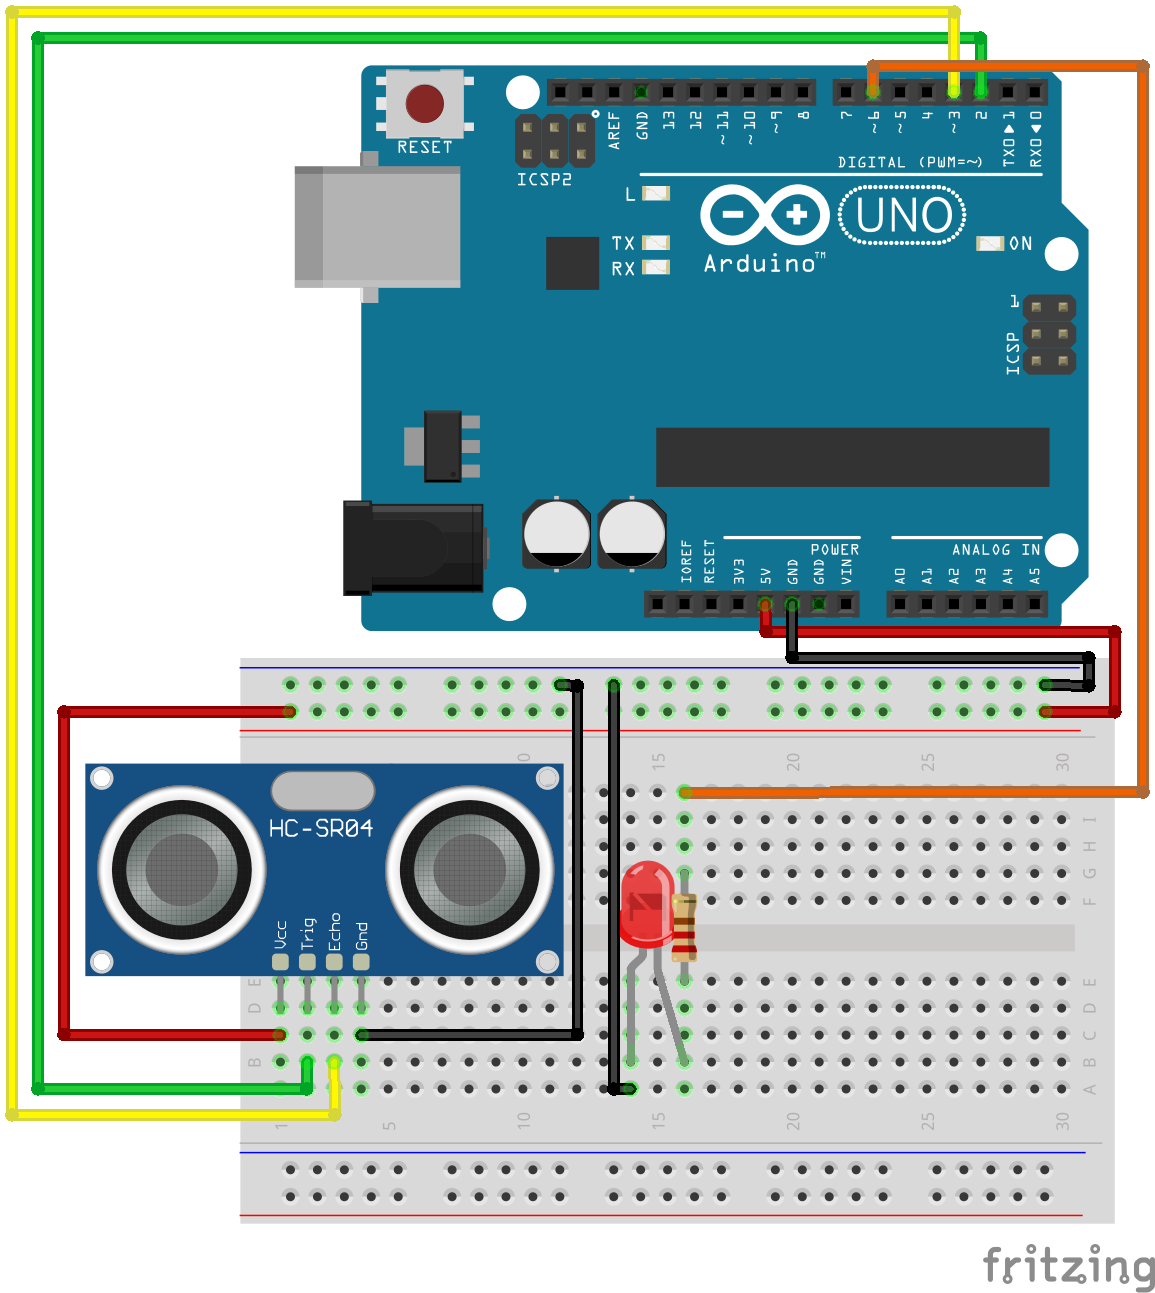 RESET
ICSP2
AREF
GND
13
12
~11
~10
~9
8
7
~6
~5
4
~3
2
TX0▶1
RX0◀0
DIGITAL (PWM=~)
L
TX
RX
UNO
Arduino™
ON
1
ICSP
IOREF
RESET
3V3
5V
GND
GND
VIN
POWER
A0
A1
A2
A3
A4
A5
ANALOG IN
15
20
25
30
I
H
G
F
HC-SR04
Vcc
Trig
Echo
Gnd
E
D
B
E
D
C
B
A
1
5
10
15
20
25
30
fritzing